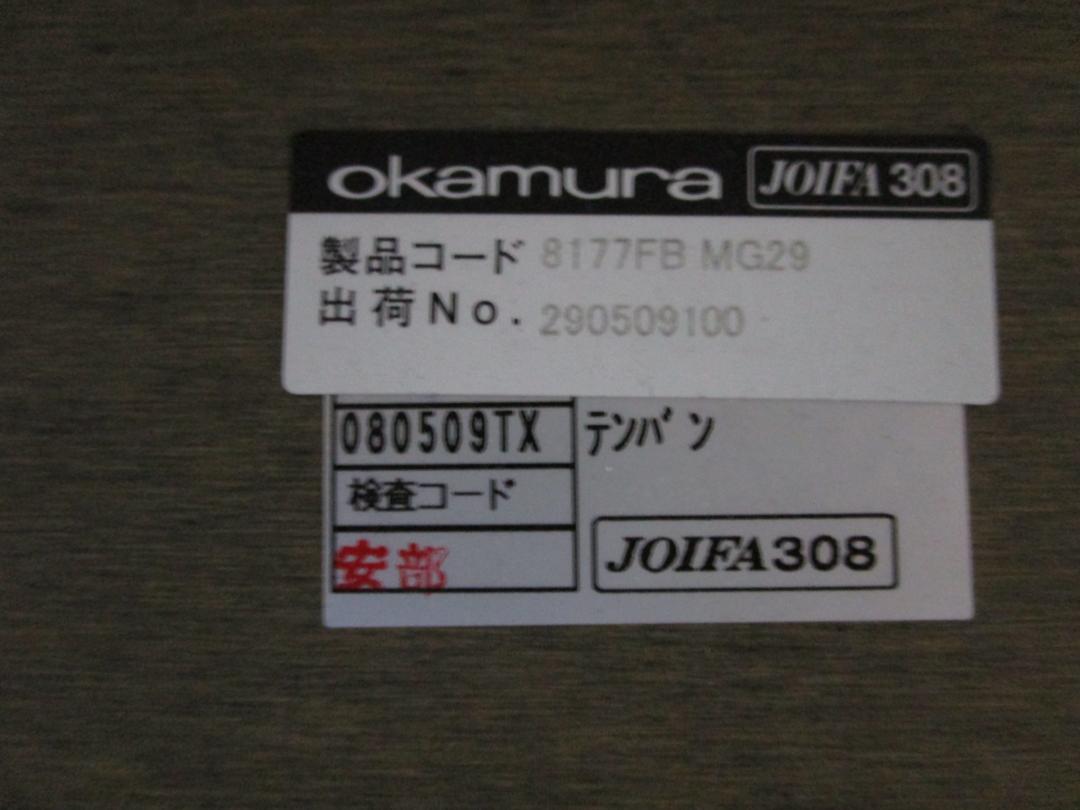 okamura JOIFA 308
製品コード 8177FB MG29
出荷No. 290509100
080509TX テンバン
検査コード
安部
JOIFA308